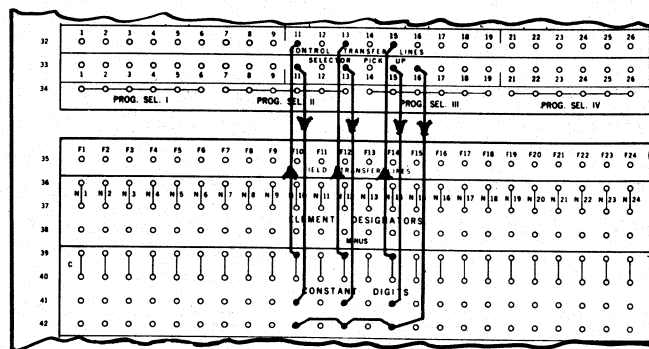 1 2 3 4 5 6 7 8 9 11 12 13 14 15 16 17 18 19 21 22 23 24 25 26
32 CONTROL TRANSFER LINES
SELECTOR PICK UP
33
1 2 3 4 5 6 7 8 9 11 12 13 14 15 16 17 18 19 21 22 23 24 25 26
34
PROG. SEL. I PROG. SEL. II PROG. SEL. III PROG. SEL. IV
F1 F2 F3 F4 F5 F6 F7 F8 F9 F10 F11 F12 F13 F14 F15 F16 F17 F18 F19 F20 F21 F22 F23 F24
35
FIELD TRANSFER LINES
36
N 1 N 2 N 3 N 4 N 5 N 6 N 7 N 8 N 9 N 10 N 11 N 12 N 13 N 15 N 16 N 17 N 18 N 19 N 20 N 21 N 22 N 23 N 24
37
ELEMENT DESIGNATORS
38
MINUS
39
C
40
CONSTANT DIGITS
41
42